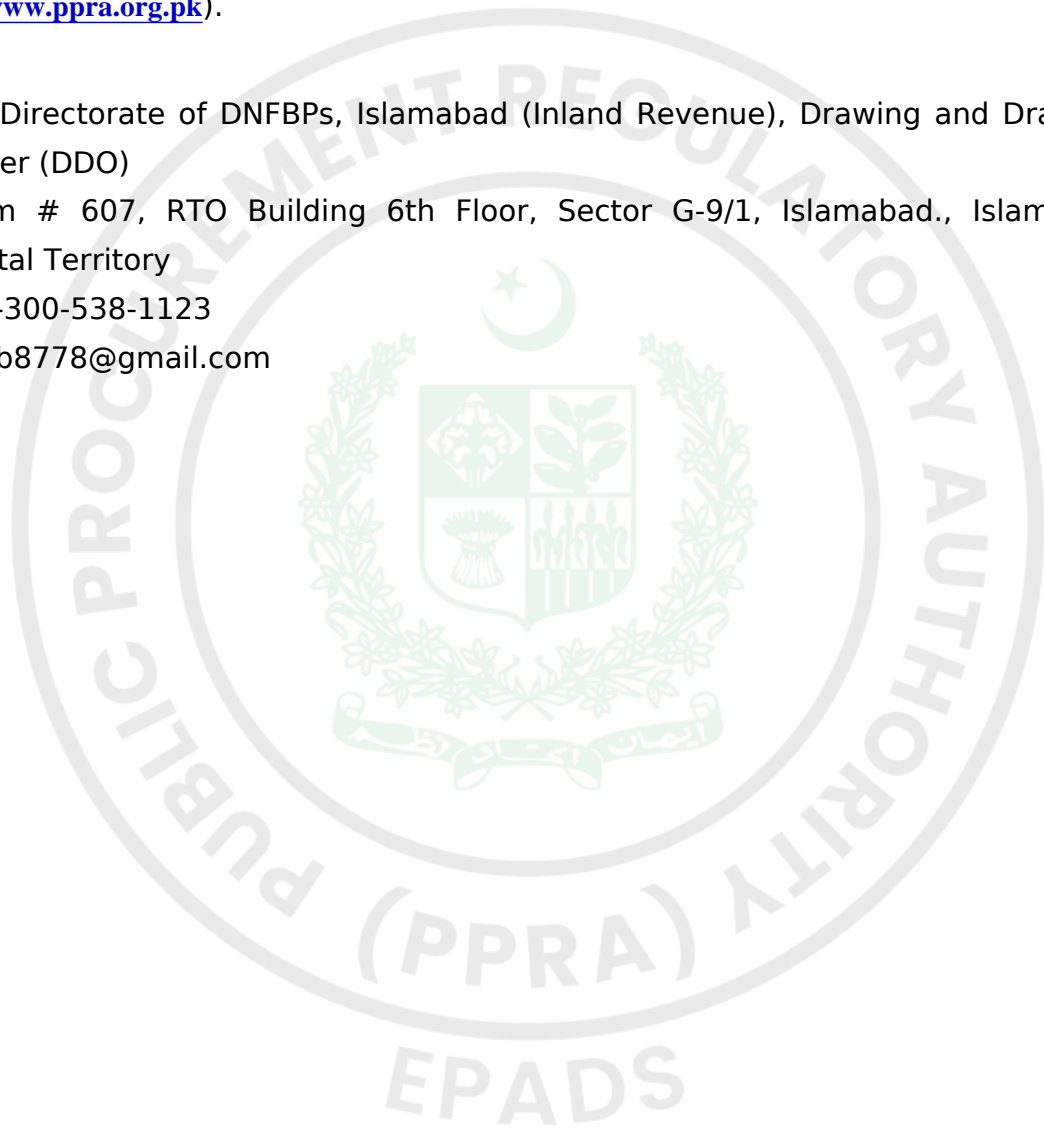 www.ppra.org.pk).
Directorate of DNFBPs, Islamabad (Inland Revenue), Drawing and Dra
er (DDO)
m # 607, RTO Building 6th Floor, Sector G-9/1, Islamabad., Islam
tal Territory
-300-538-1123
b8778@gmail.com
PUBLIC PROCUREMENT REGULATORY AUTHORITY
(PPRA)
EPADS